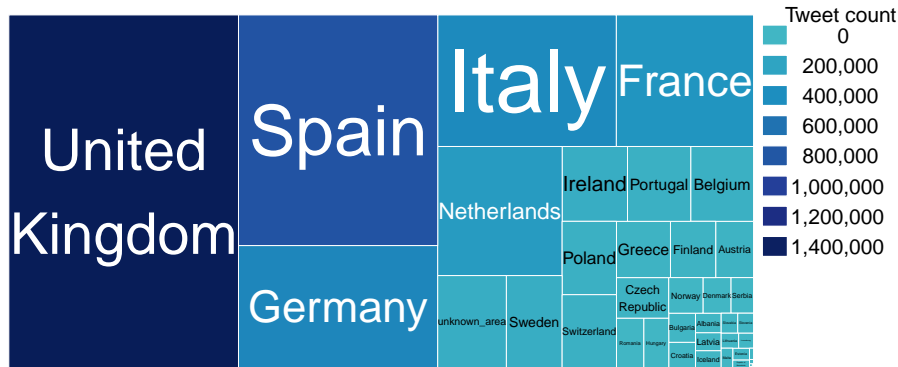 United
Kingdom
Spain
Germany
Italy
France
Netherlands
unknown_area
Sweden
Ireland
Portugal
Belgium
Poland
Switzerland
Greece
Finland
Austria
Czech
Republic
Norway
Denmark
Serbia
Romania
Hungary
Bulgaria
Croatia
Albania
Latvia
Iceland
Tweet count
0
200,000
400,000
600,000
800,000
1,000,000
1,200,000
1,400,000